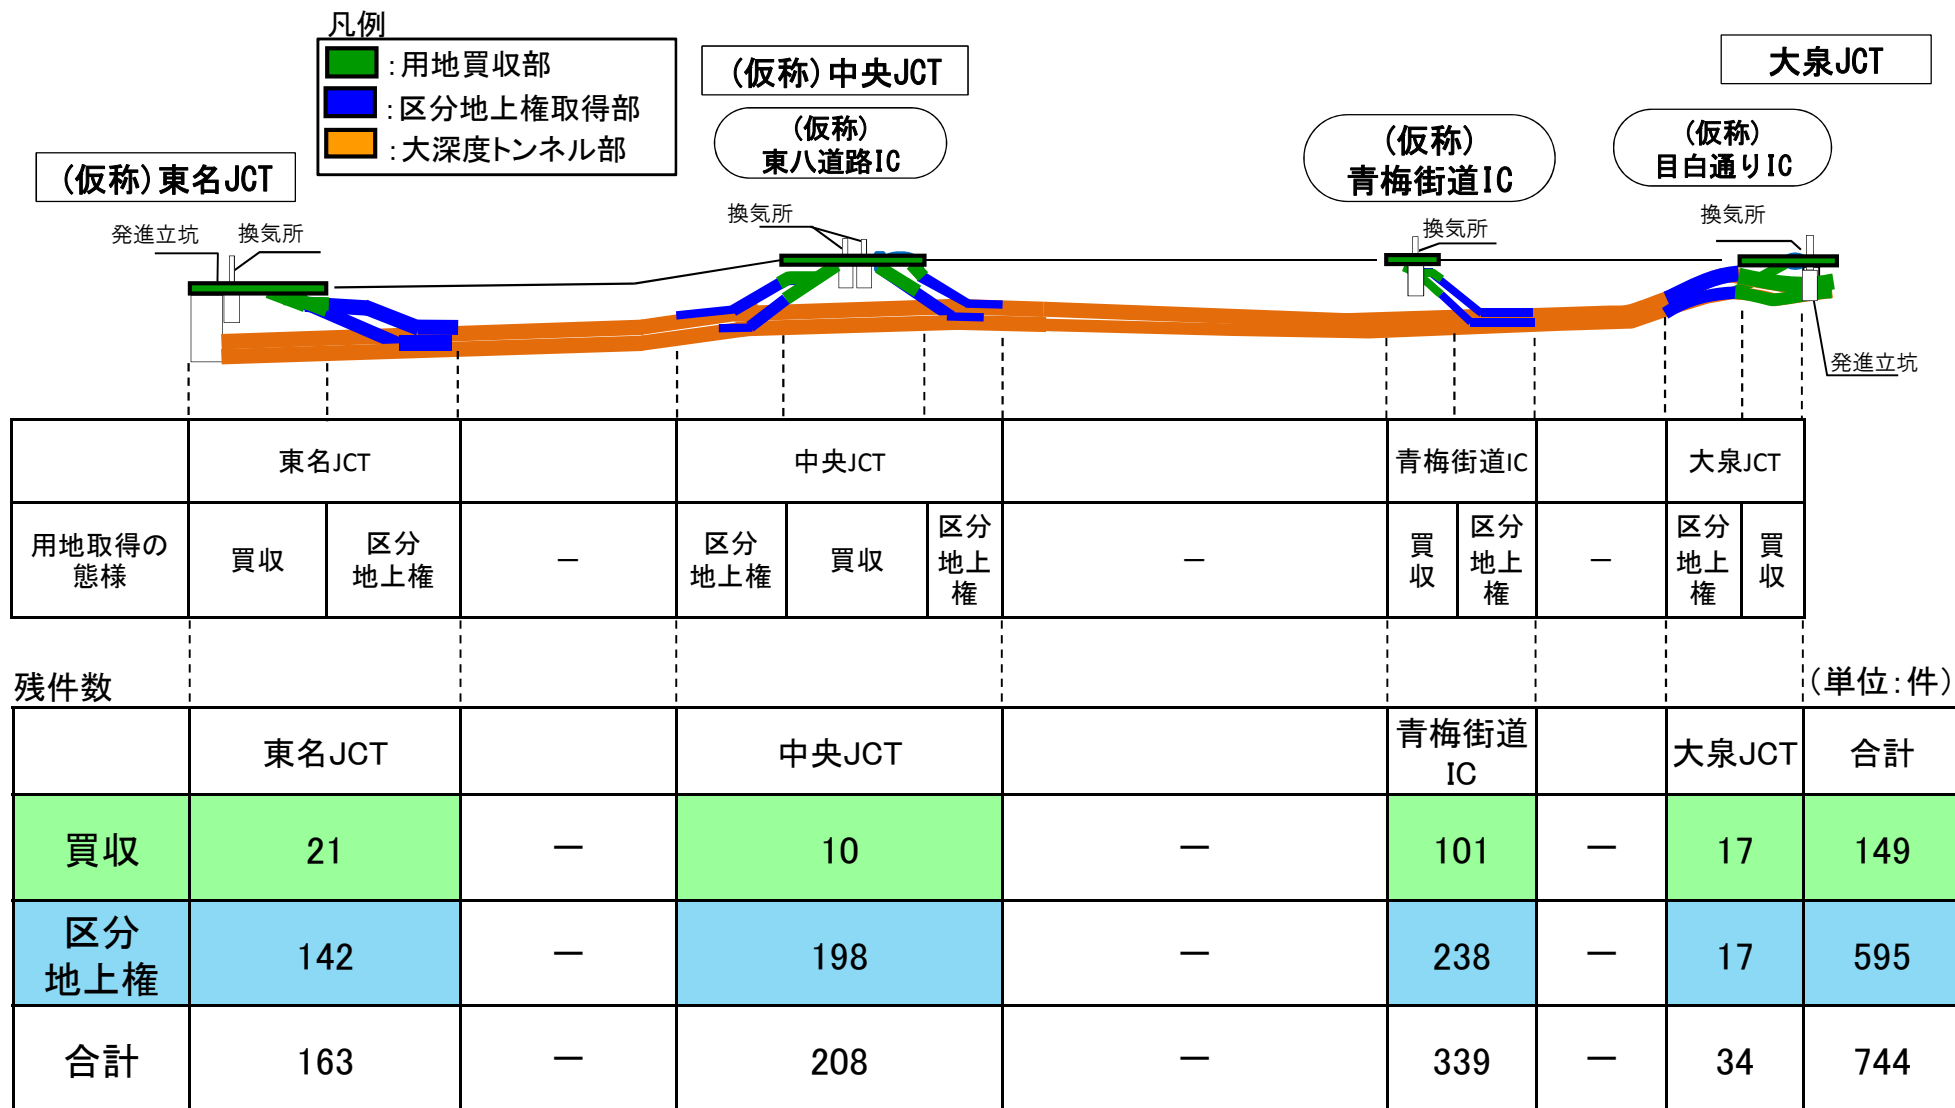 凡例
:用地買収部
:区分地上権取得部
:大深度トンネル部
(仮称)東名JCT
(仮称)中央JCT
(仮称)
東八道路IC
(仮称)
青梅街道IC
大泉JCT
(仮称)
目白通りIC
発進立坑
換気所
換気所
換気所
換気所
発進立坑
東名JCT
中央JCT
青梅街道IC
大泉JCT
用地取得の
態様
買収
区分
地上権
－
区分
地上権
買収
区分
地上
権
－
買
収
区分
地上
権
－
区分
地上
権
買
収
残件数
(単位:件)
東名JCT
中央JCT
青梅街道
IC
大泉JCT
合計
買収
21
－
10
－
101
－
17
149
区分
地上権
142
－
198
－
238
－
17
595
合計
163
－
208
－
339
－
34
744